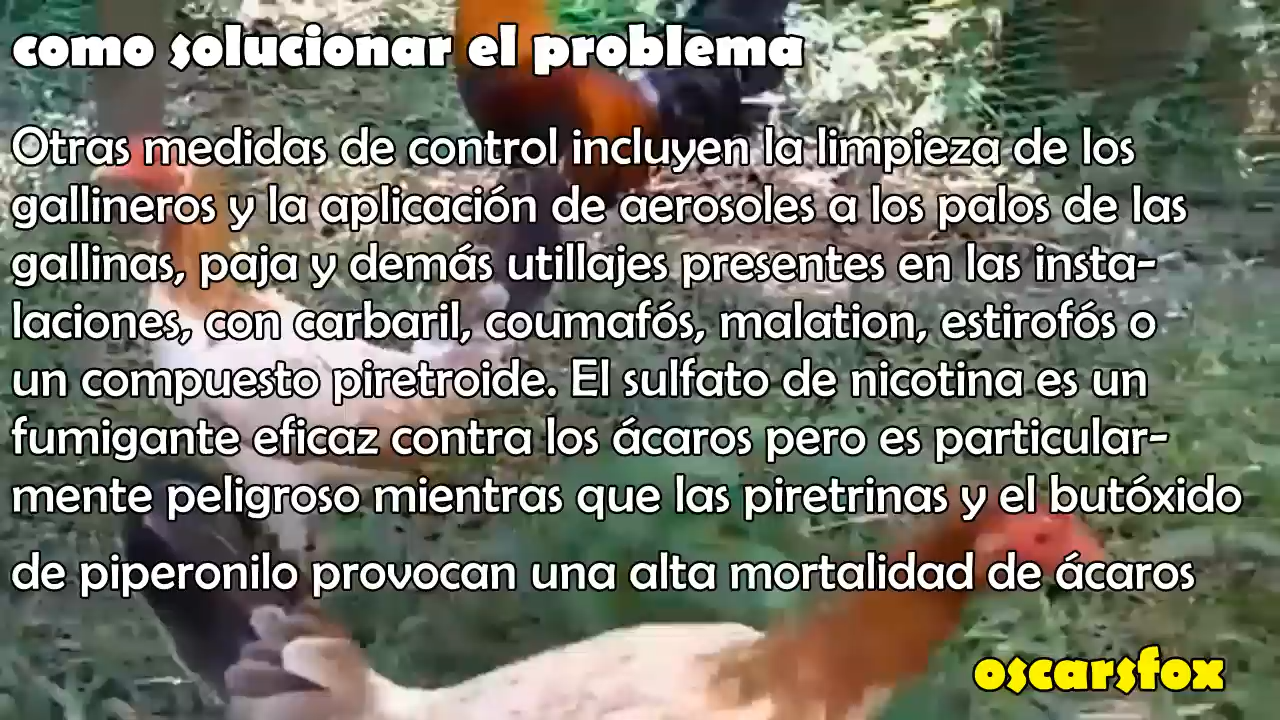 como solucionar el problema
Otras medidas de control incluyen la limpieza de los
gallineros y la aplicación de aerosoles a los palos de las
gallinas, paja y demás utillajes presentes en las insta-
laciones, con carbaril, coumafós, malation, estirofós o
un compuesto piretroide. El sulfato de nicotina es un
fumigante eficaz contra los ácaros pero es particular-
mente peligroso mientras que las piretrinas y el butóxido
de piperonilo provocan una alta mortalidad de ácaros
oscarsfox